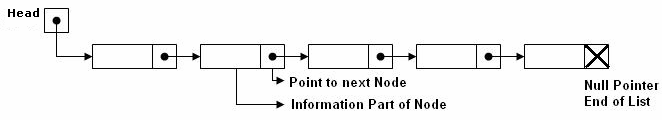 Head
Point to next Node
Information Part of Node
Null Pointer
End of List